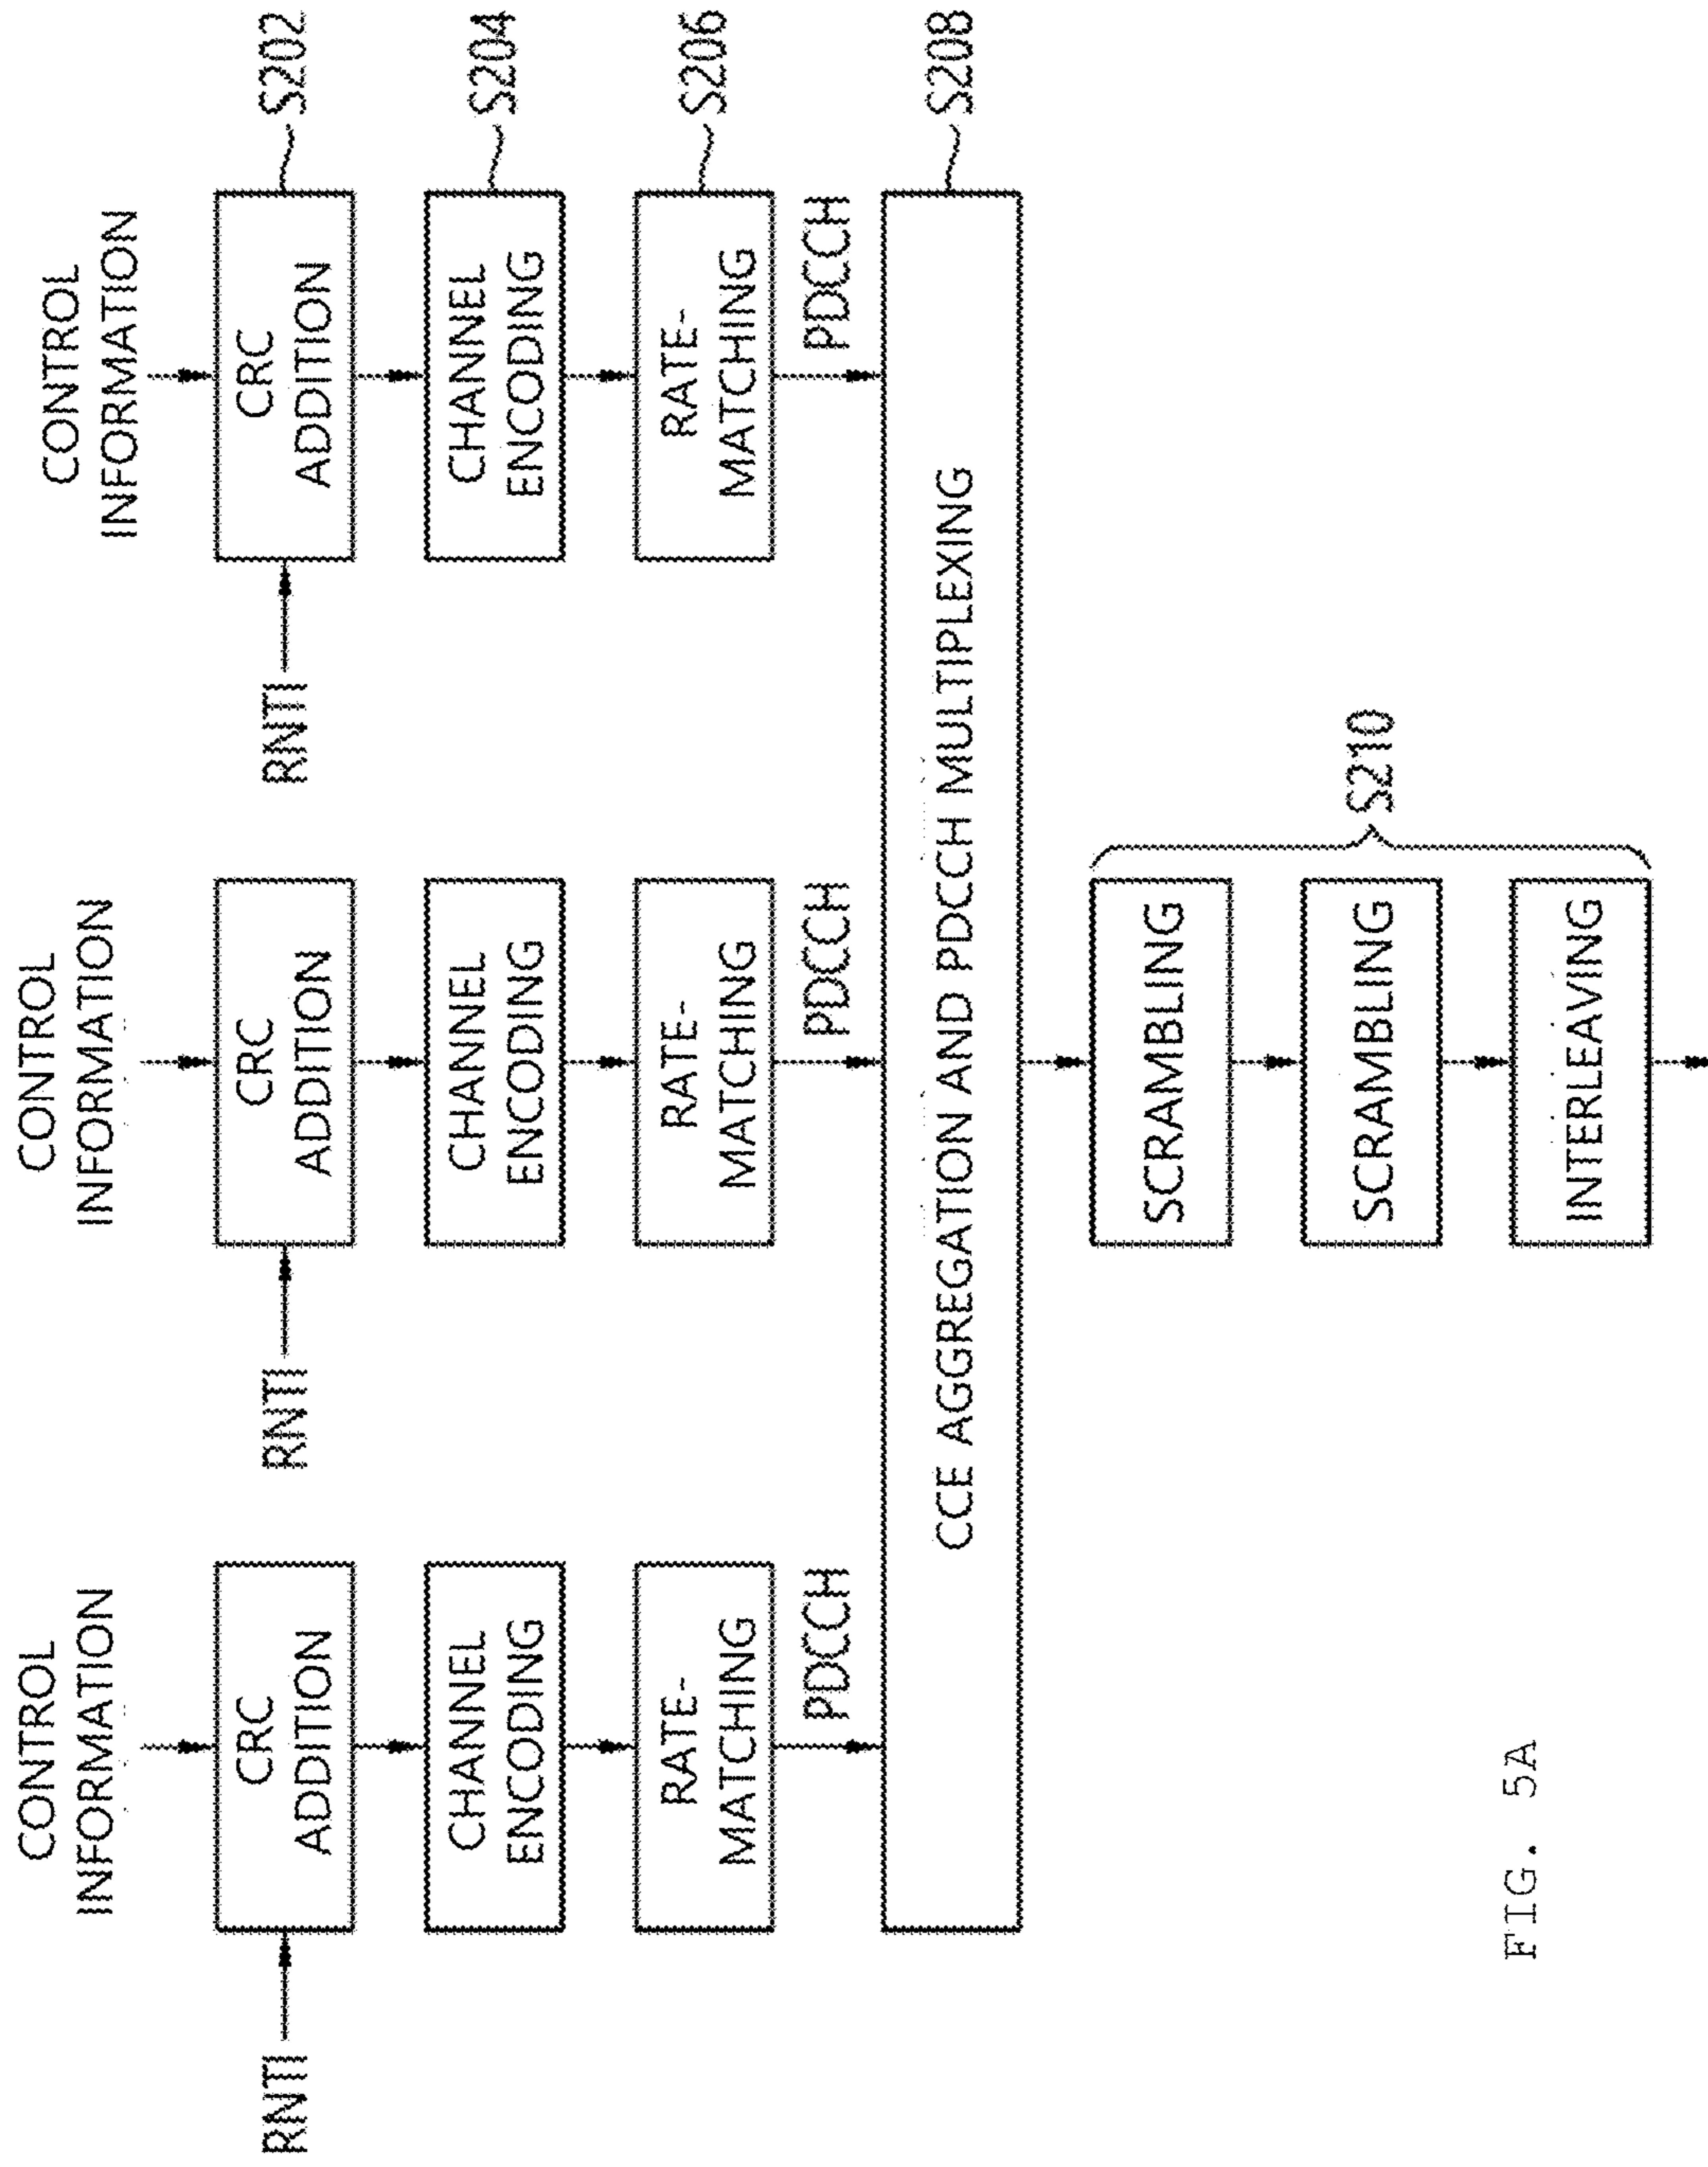 CONTROL
INFORMATION
CONTROL
INFORMATION
CONTROL
INFORMATION
RNTI
CRC
ADDITION
RNTI
CRC
ADDITION
RNTI
CRC
ADDITION
S202
CHANNEL
ENCODING
CHANNEL
ENCODING
CHANNEL
ENCODING
S204
RATE-
MATCHING
RATE-
MATCHING
RATE-
MATCHING
S206
PDCCH
PDCCH
PDCCH
CCE AGGREGATION AND PDCCH MULTIPLEXING
S208
SCRAMBLING
SCRAMBLING
INTERLEAVING
S210
FIG. 5A